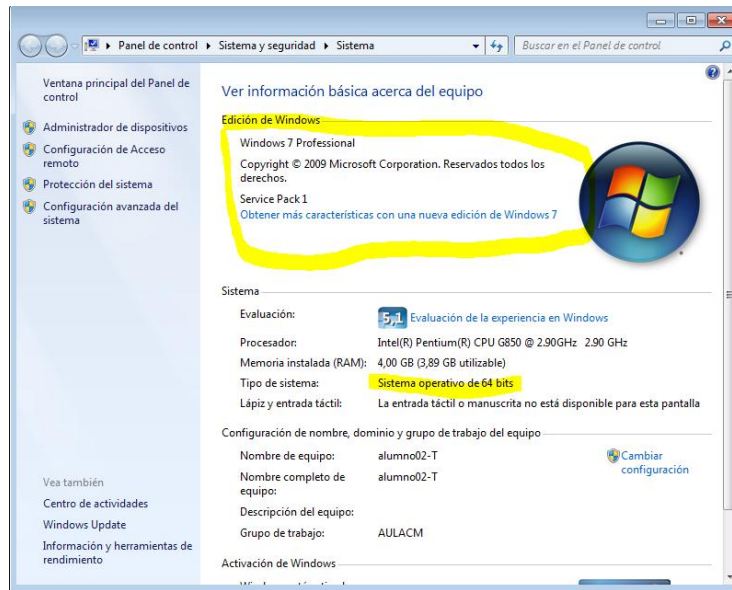 Panel de control ▸ Sistema y seguridad ▸ Sistema
Buscar en el Panel de control
Ventana principal del Panel de
control
Administrador de dispositivos
Configuración de Acceso
remoto
Protección del sistema
Configuración avanzada del
sistema
Vea también
Centro de actividades
Windows Update
Información y herramientas de
rendimiento
Ver información básica acerca del equipo
Edición de Windows
Windows 7 Professional
Copyright © 2009 Microsoft Corporation. Reservados todos los
derechos.
Service Pack 1
Obtener más características con una nueva edición de Windows 7
Sistema
Evaluación: 5,1 Evaluación de la experiencia en Windows
Procesador: Intel(R) Pentium(R) CPU G850 @ 2.90GHz 2.90 GHz
Memoria instalada (RAM): 4,00 GB (3,89 GB utilizable)
Tipo de sistema: Sistema operativo de 64 bits
Lápiz y entrada táctil: La entrada táctil o manuscrita no está disponible para esta pantalla
Configuración de nombre, dominio y grupo de trabajo del equipo
Nombre de equipo: alumno02-T Cambiar
configuración
Nombre completo de alumno02-T
equipo:
Descripción del equipo:
Grupo de trabajo: AULACM
Activación de Windows